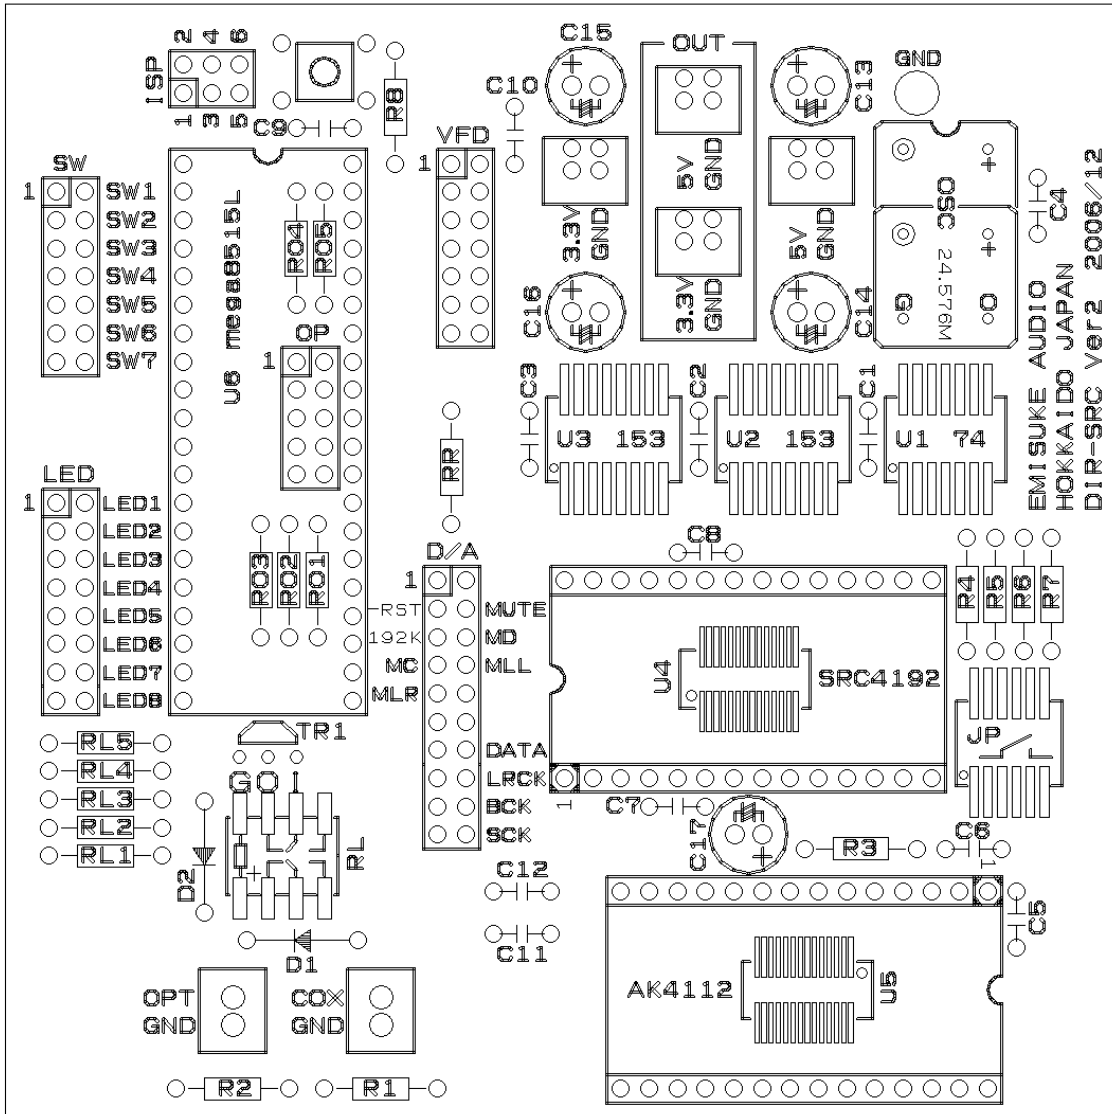 ISP
2 4 6
1 3 5
C9
R8
C10
C15
OUT
C13
GND
SW
1
SW1
SW2
SW3
SW4
SW5
SW6
SW7
U6 mega8515L
RO4
RO5
OP
1
VFD
1
3.3V
GND
5V
GND
5V
GND
3.3V
GND
C16
C14
OSC
24.576M
G
O
C4
EMISUKE AUDIO
HOKKAIDO JAPAN
DIR-SRC Ver2 2006/12
C3
U3 153
C2
U2 153
C1
U1 74
RR
LED
1
LED1
LED2
LED3
LED4
LED5
LED6
LED7
LED8
RO3
RO2
RO1
D/A
1
-RST
192K
MC
MLR
MUTE
MD
MLL
DATA
LRCK
BCK
SCK
C8
U4
SRC4192
1
R4
R5
R6
R7
JP
TR1
RL5
RL4
RL3
RL2
RL1
G O I
RL
D2
D1
C7
C17
R3
C6
1
C12
C11
C5
AK4112
U5
OPT
GND
COX
GND
R2
R1